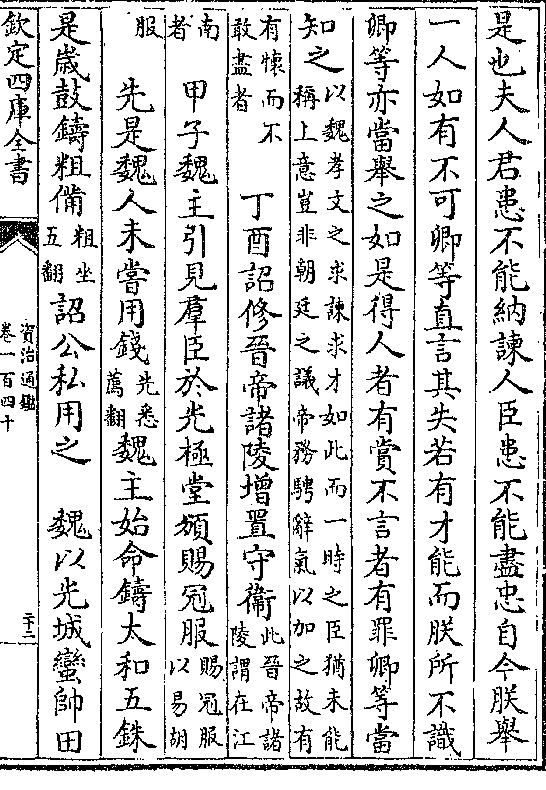 是也夫人君患不能納諫人臣患不能盡忠自今朕舉
一人如有不可卿等直言其失若有才能而朕所不識
卿等亦當舉之如是得人者有賞不言者有罪卿等當
知之以魏孝文之求諫求才如此而一時之臣猶未能
稱上意豈非朝廷之議帝務騁辭氣以加之故有
有懷而不
敢盡者
丁酉詔修晉帝諸陵增置守衞此晉帝諸
陵謂在江
南
者
甲子魏主引見羣臣於光極堂頒賜冠服賜冠服
以易胡
服
先是魏人未嘗用錢先悉
薦翻
魏主始命鑄太和五銖
是歲鼓鑄粗備粗坐
五翻
詔公私用之 魏以光城蠻帥田
欽定四庫全書
資治通鑑
卷一百四十
二十二